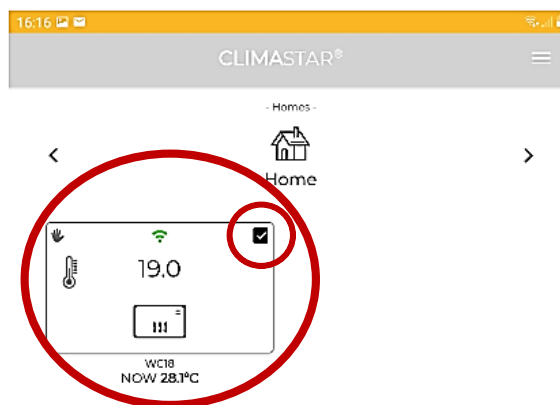 16:16
CLIMASTAR®
- Homes -
Home
19.0
WC18
NOW 28.1°C